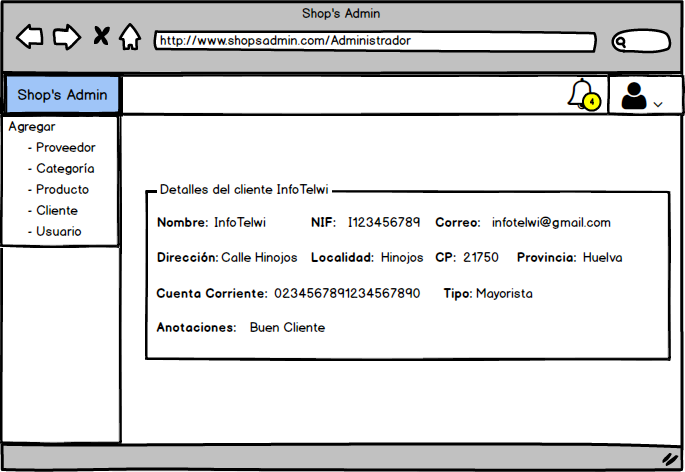 Shop's Admin
http://www.shopsadmin.com/Administrador
Shop's Admin
4
Agregar
- Proveedor
- Categoría
- Producto
- Cliente
- Usuario
Detalles del cliente InfoTelwi
Nombre: InfoTelwi NIF: I123456789 Correo: infotelwi@gmail.com
Dirección: Calle Hinojos Localidad: Hinojos CP: 21750 Provincia: Huelva
Cuenta Corriente: 0234567891234567890 Tipo: Mayorista
Anotaciones: Buen Cliente